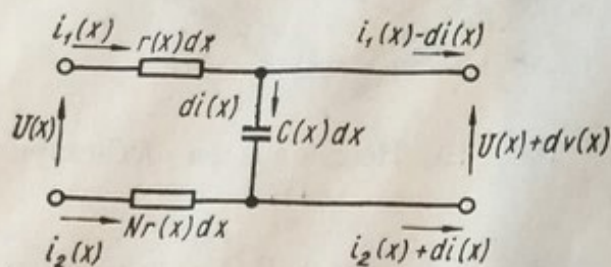 i₁(x) r(x)dx i₁(x)-di(x)
di(x)
U(x) C(x)dx U(x)+dv(x)
Nr(x)dx
i₂(x) i₂(x)+di(x)